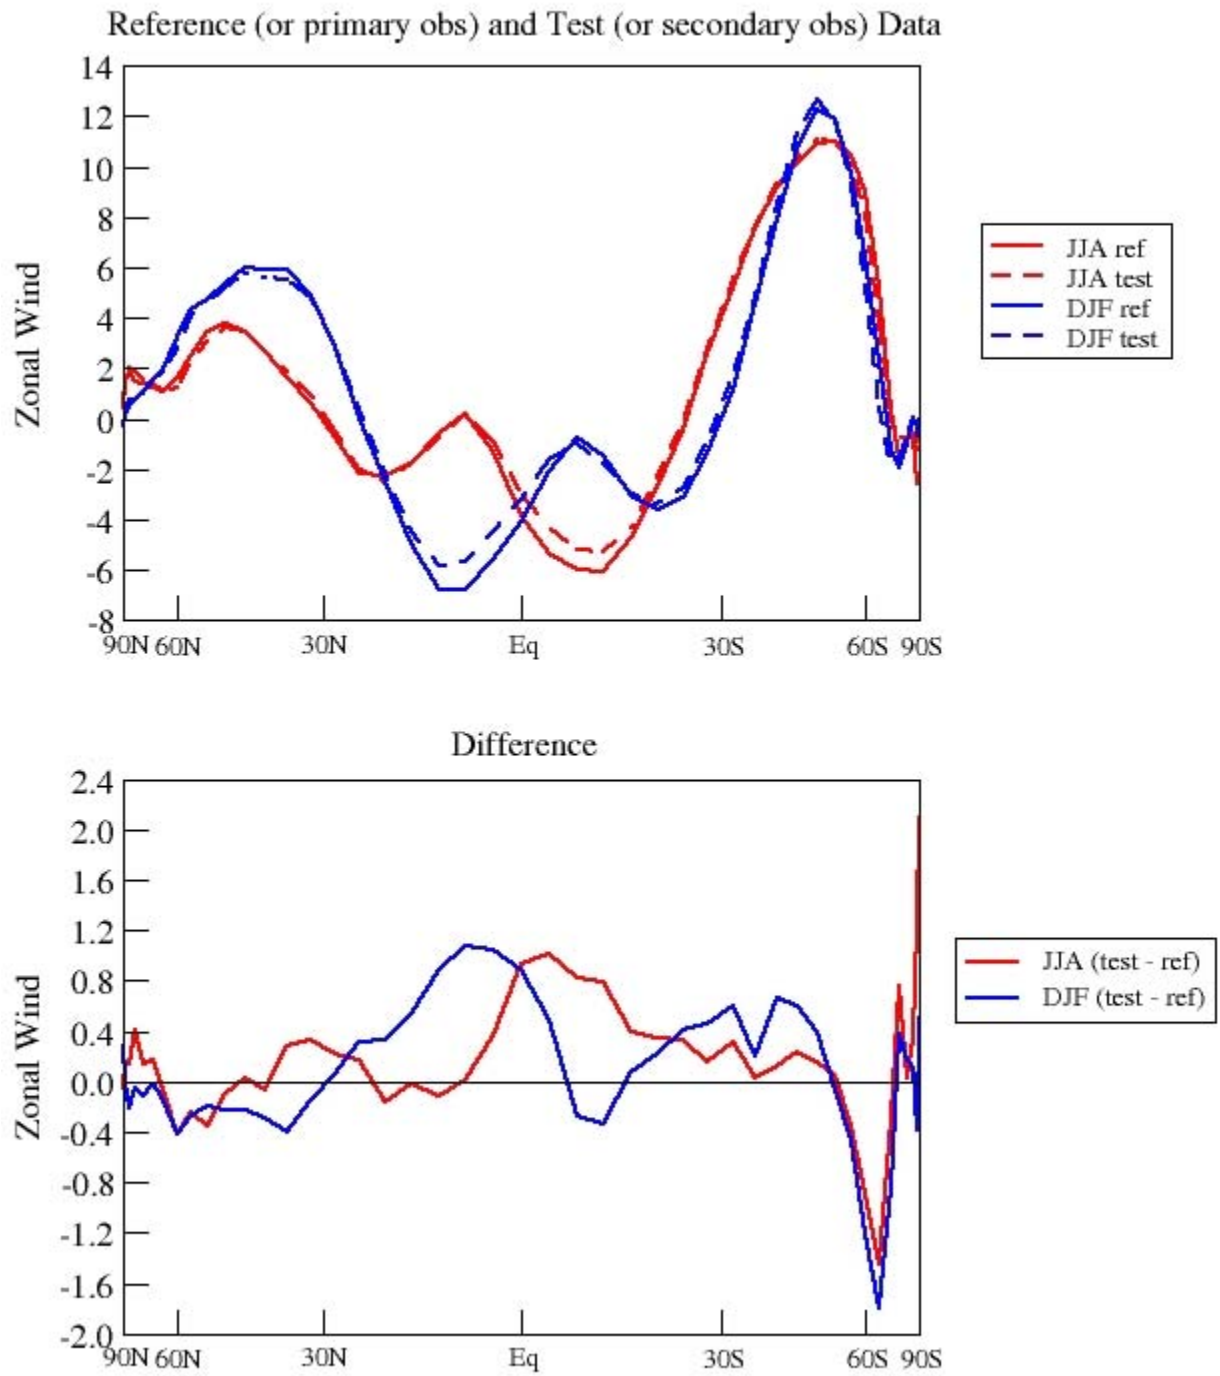 Reference (or primary obs) and Test (or secondary obs) Data
14
12
10
8
6
4
2
0
-2
-4
-6
-8
Zonal Wind
90N 60N 30N Eq 30S 60S 90S
JJA ref
JJA test
DJF ref
DJF test
Difference
2.4
2.0
1.6
1.2
0.8
0.4
0.0
-0.4
-0.8
-1.2
-1.6
-2.0
Zonal Wind
90N 60N 30N Eq 30S 60S 90S
JJA (test - ref)
DJF (test - ref)